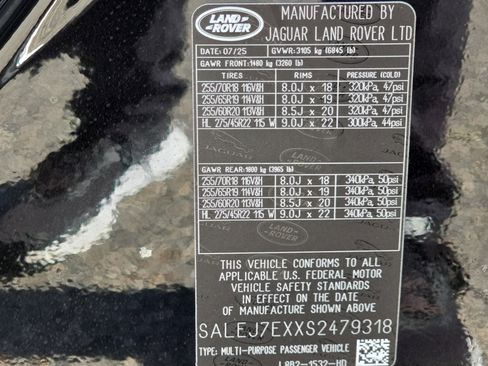 LAND ROVER
MANUFACTURED BY
JAGUAR LAND ROVER LTD
DATE: 07/25 GVWR:3105 kg (6845 lb)
GAWR FRONT:1480 kg (3260 lb)
TIRES RIMS PRESSURE (COLD)
255/70R18 116V&H 8.0J x 18 320kPa, 47psi
255/65R19 114V&H 8.0J x 19 320kPa, 47psi
255/60R20 113V&H 8.5J x 20 320kPa, 47psi
HL 275/45R22 115 W 9.0J x 22 300kPa, 44psi
GAWR REAR:1800 kg (3965 lb)
255/70R18 116V&H 8.0J x 18 340kPa, 50psi
255/65R19 114V&H 8.0J x 19 340kPa, 50psi
255/60R20 113V&H 8.5J x 20 340kPa, 50psi
HL 275/45R22 115 W 9.0J x 22 340kPa, 50psi
THIS VEHICLE CONFORMS TO ALL
APPLICABLE U.S. FEDERAL MOTOR
VEHICLE SAFETY STANDARDS
IN EFFECT ON THE DATE OF
MANUFACTURE SHOWN ABOVE
SALEJ7EXXS2479318
TYPE: MULTI-PURPOSE PASSENGER VEHICLE
L8B2-1532-HD